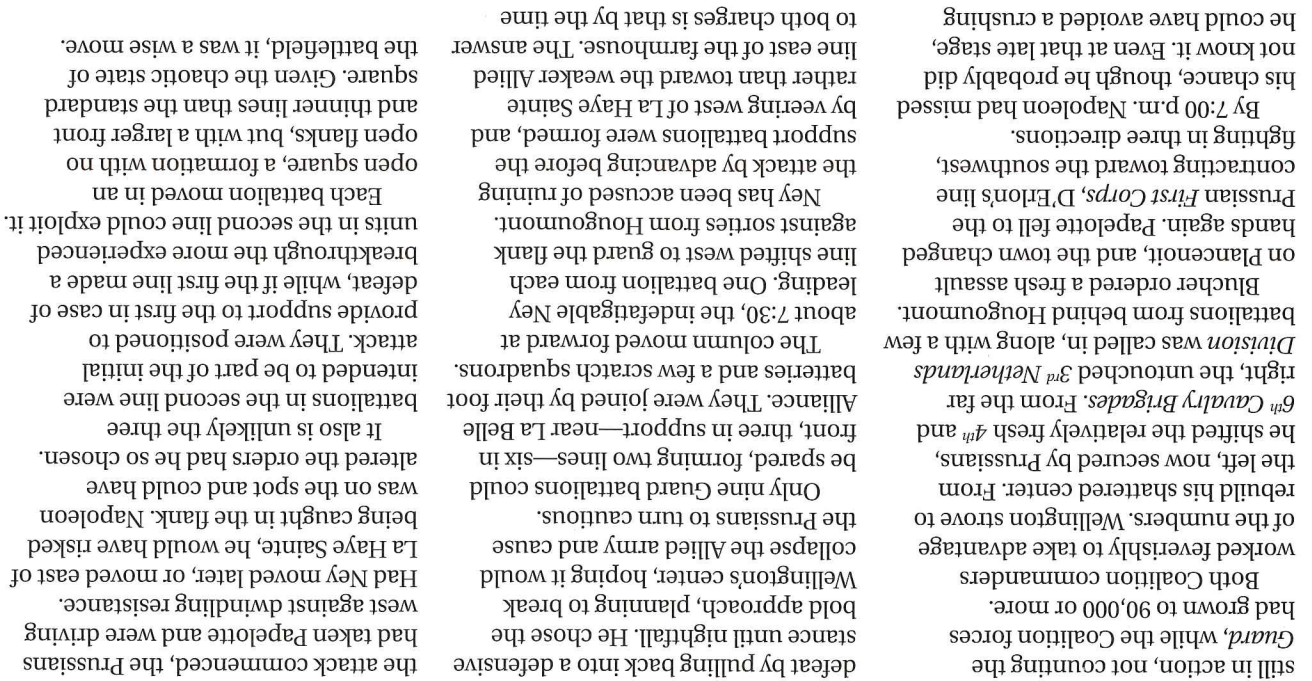 still in action, not counting the
Guard, while the Coalition forces
had grown to 90,000 or more.
Both Coalition commanders
worked feverishly to take advantage
of the numbers. Wellington strove to
rebuild his shattered center. From
the left, now secured by Prussians,
he shifted the relatively fresh 4th and
6th Cavalry Brigades. From the far
right, the untouched 3rd Netherlands
Division was called in, along with a few
battalions from behind Hougoumont.
Blucher ordered a fresh assault
on Plancenoit, and the town changed
hands again. Papelotte fell to the
Prussian First Corps, D'Erlon's line
contracting toward the southwest,
fighting in three directions.
By 7:00 p.m. Napoleon had missed
his chance, though he probably did
not know it. Even at that late stage,
he could have avoided a crushing
defeat by pulling back into a defensive
stance until nightfall. He chose the
bold approach, planning to break
Wellington's center, hoping it would
collapse the Allied army and cause
the Prussians to turn cautious.
Only nine Guard battalions could
be spared, forming two lines—six in
front, three in support—near La Belle
Alliance. They were joined by their foot
batteries and a few scratch squadrons.
The column moved forward at
about 7:30, the indefatigable Ney
leading. One battalion from each
line shifted west to guard the flank
against sorties from Hougoumont.
Ney has been accused of ruining
the attack by advancing before the
support battalions were formed, and
by veering west of La Haye Sainte
rather than toward the weaker Allied
line east of the farmhouse. The answer
to both charges is that by the time
the attack commenced, the Prussians
had taken Papelotte and were driving
west against dwindling resistance.
Had Ney moved later, or moved east of
La Haye Sainte, he would have risked
being caught in the flank. Napoleon
was on the spot and could have
altered the orders had he so chosen.
It also is unlikely the three
battalions in the second line were
intended to be part of the initial
attack. They were positioned to
provide support to the first in case of
defeat, while if the first line made a
breakthrough the more experienced
units in the second line could exploit it.
Each battalion moved in an
open square, a formation with no
open flanks, but with a larger front
and thinner lines than the standard
square. Given the chaotic state of
the battlefield, it was a wise move.